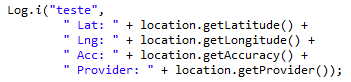 Log.i("teste",
" Lat: " + location.getLatitude() +
" Lng: " + location.getLongitude() +
" Acc: " + location.getAccuracy() +
" Provider: " + location.getProvider());